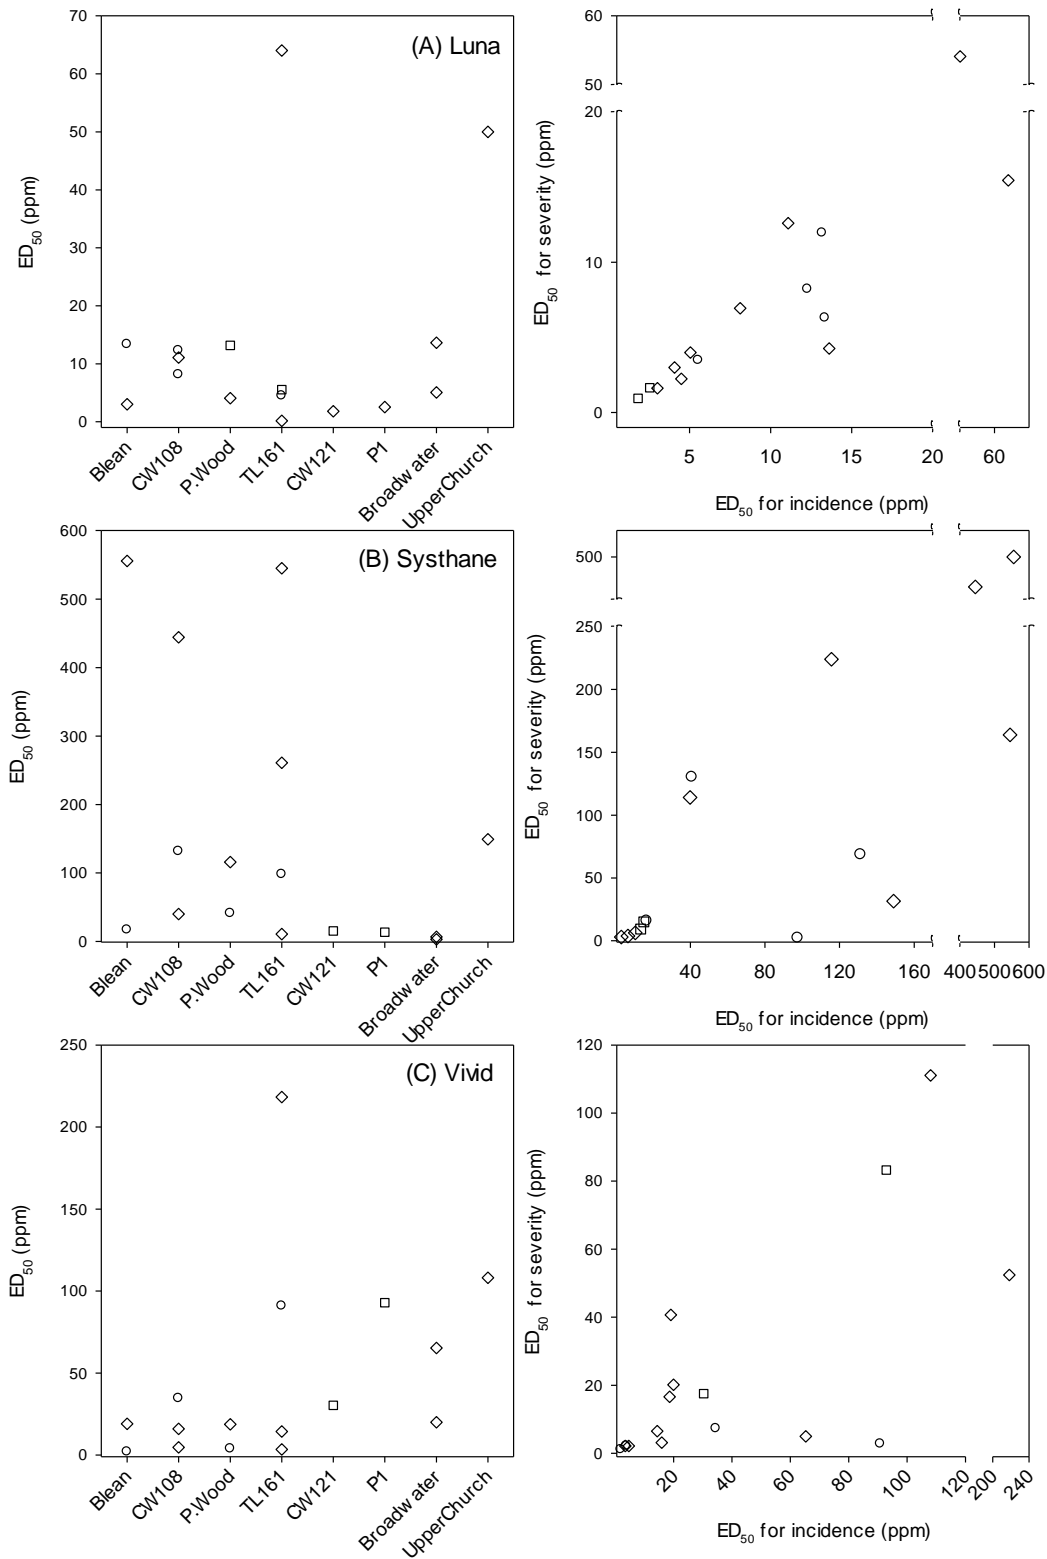 (A) Luna
ED50 (ppm)
70
60
50
40
30
20
10
0
Blean
CW108
P.Wood
TL161
CW121
P1
Broadw ater
UpperChurch
ED50 for severity (ppm)
60
50
20
10
0
5
10
15
20
60
ED50 for incidence (ppm)
(B) Systhane
ED50 (ppm)
600
500
400
300
200
100
0
Blean
CW108
P.Wood
TL161
CW121
P1
Broadw ater
UpperChurch
ED50 for severity (ppm)
500
250
200
150
100
50
0
40
80
120
160
400
500
600
ED50 for incidence (ppm)
(C) Vivid
ED50 (ppm)
250
200
150
100
50
0
Blean
CW108
P.Wood
TL161
CW121
P1
Broadw ater
UpperChurch
ED50 for severity (ppm)
120
100
80
60
40
20
0
20
40
60
80
100
120
200
240
ED50 for incidence (ppm)